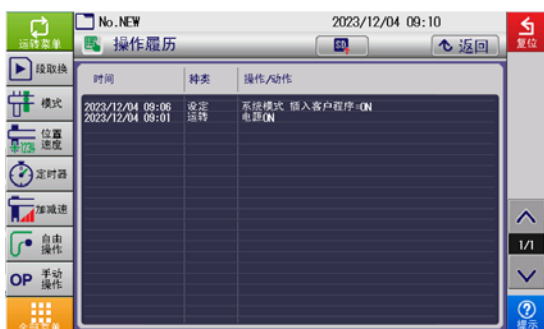 No.NEW 2023/12/04 09:10
运转菜单
操作履历
SD
返回
复位
段取换
模式
位置
速度
定时器
加减速
自由
操作
OP 手动
操作
全部菜单
时间 种类 操作/动作
2023/12/04 09:06 设定 系统模式 插入客户程序=ON
2023/12/04 09:01 运转 电源ON
1/1
提示